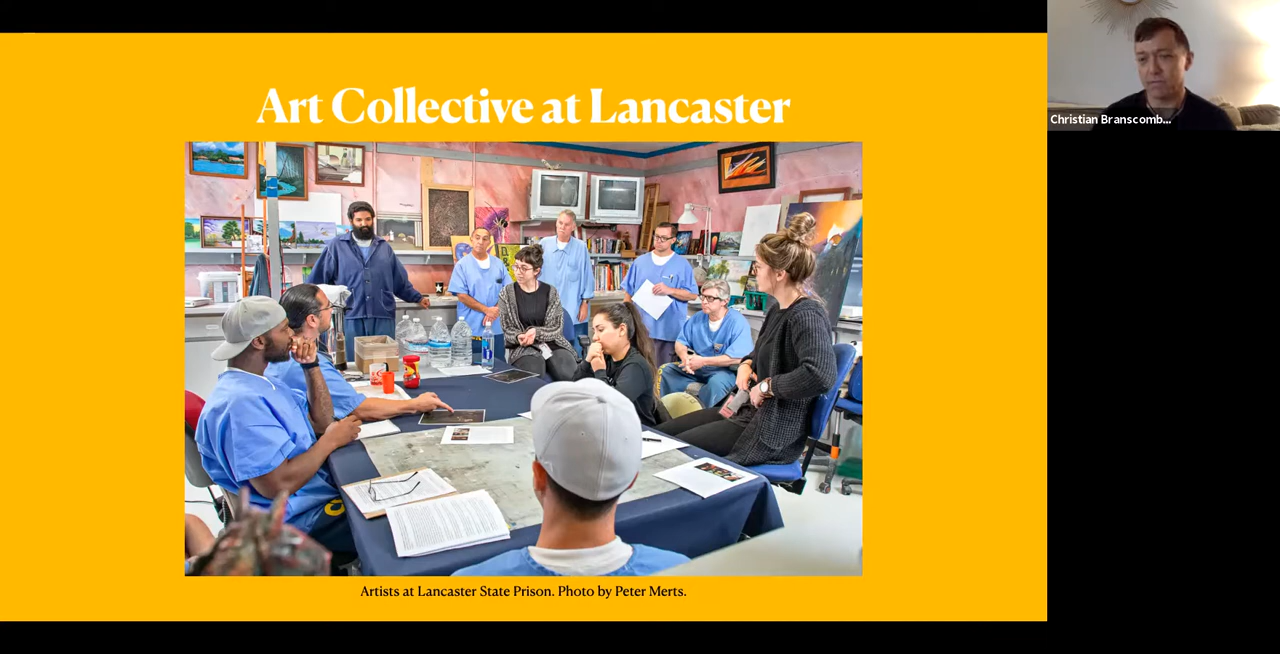 Art Collective at Lancaster
Christian Branscomb...
Artists at Lancaster State Prison. Photo by Peter Merts.